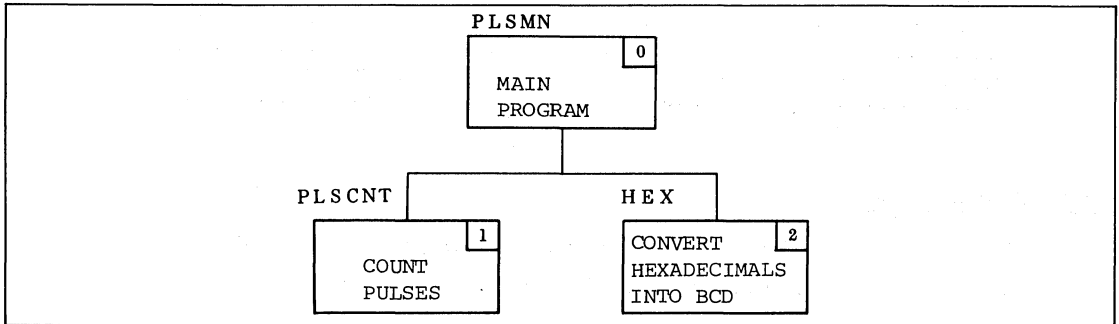 PLSMN
0
MAIN
PROGRAM
PLSCNT
1
COUNT
PULSES
HEX
2
CONVERT
HEXADECIMALS
INTO BCD